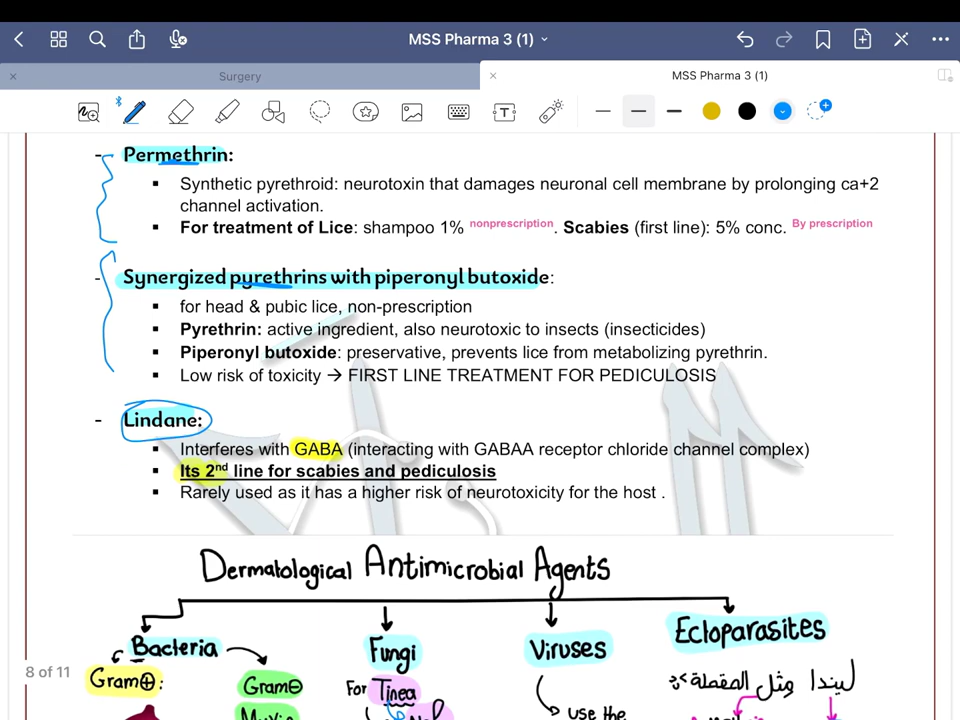 MSS Pharma 3 (1)
Surgery
MSS Pharma 3 (1)
T
- Permethrin:
▪ Synthetic pyrethroid: neurotoxin that damages neuronal cell membrane by prolonging ca+2
channel activation.
▪ For treatment of Lice: shampoo 1% nonprescription. Scabies (first line): 5% conc. By prescription
- Synergized pyrethrins with piperonyl butoxide:
▪ for head & pubic lice, non-prescription
▪ Pyrethrin: active ingredient, also neurotoxic to insects (insecticides)
▪ Piperonyl butoxide: preservative, prevents lice from metabolizing pyrethrin.
▪ Low risk of toxicity → FIRST LINE TREATMENT FOR PEDICULOSIS
- Lindane:
▪ Interferes with GABA (interacting with GABAA receptor chloride channel complex)
▪ Its 2nd line for scabies and pediculosis
▪ Rarely used as it has a higher risk of neurotoxicity for the host .
Dermatological Antimicrobial Agents
Bacteria
Fungi
Viruses
Ectoparasites
8 of 11
Gram⊕:
Gram⊖
For Tinea
ليندا مثل المقطة
use the